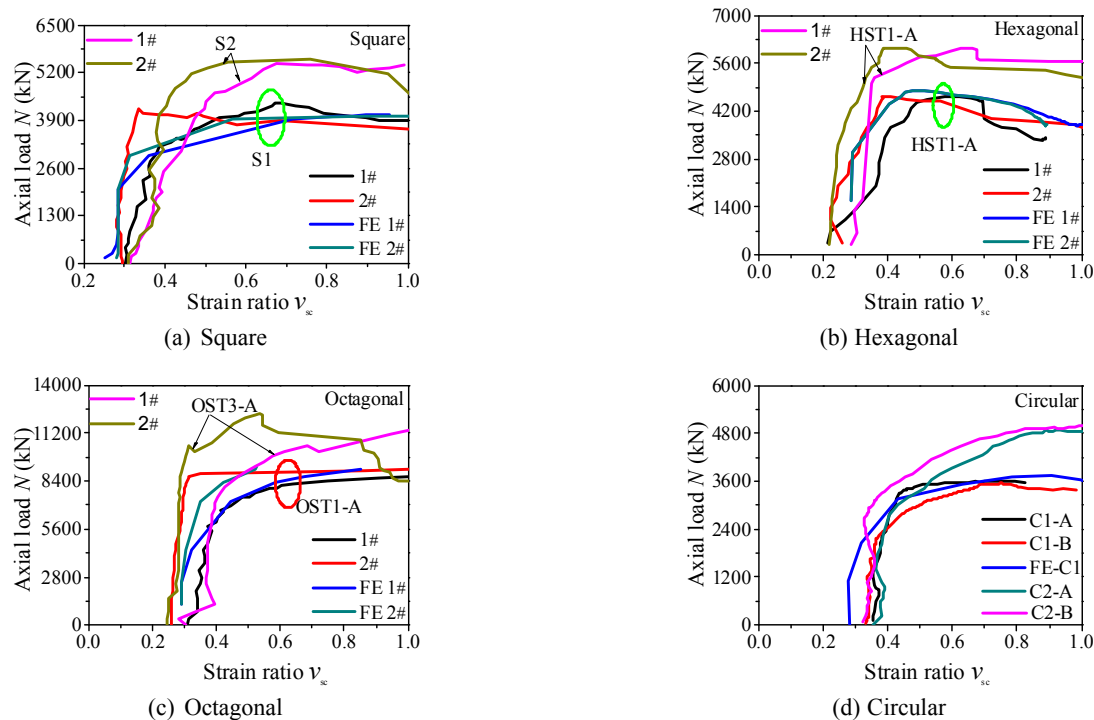 6500
5200
3900
2600
1300
0
Axial load N (kN)
1#
2#
S2
Square
S1
1#
2#
FE 1#
FE 2#
0.2 0.4 0.6 0.8 1.0
Strain ratio νsc
(a) Square
7000
5600
4200
2800
1400
0
Axial load N (kN)
1#
2#
HST1-A
Hexagonal
HST1-A
1#
2#
FE 1#
FE 2#
0.0 0.2 0.4 0.6 0.8 1.0
Strain ratio νsc
(b) Hexagonal
14000
11200
8400
5600
2800
0
Axial load N (kN)
1#
2#
OST3-A
Octagonal
OST1-A
1#
2#
FE 1#
FE 2#
0.0 0.2 0.4 0.6 0.8 1.0
Strain ratio νsc
(c) Octagonal
6000
4800
3600
2400
1200
0
Axial load N (kN)
Circular
C1-A
C1-B
FE-C1
C2-A
C2-B
0.0 0.2 0.4 0.6 0.8 1.0
Strain ratio νsc
(d) Circular